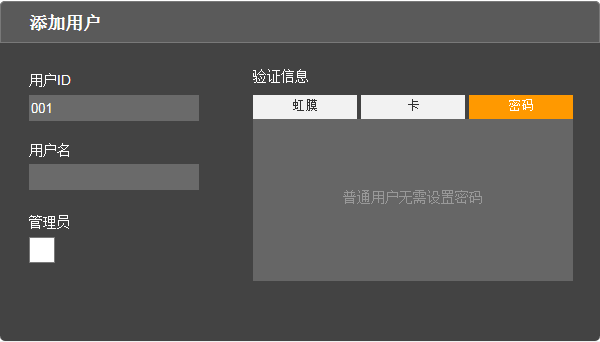 添加用户
用户ID
001
用户名
管理员
验证信息
虹膜 卡 密码
普通用户无需设置密码